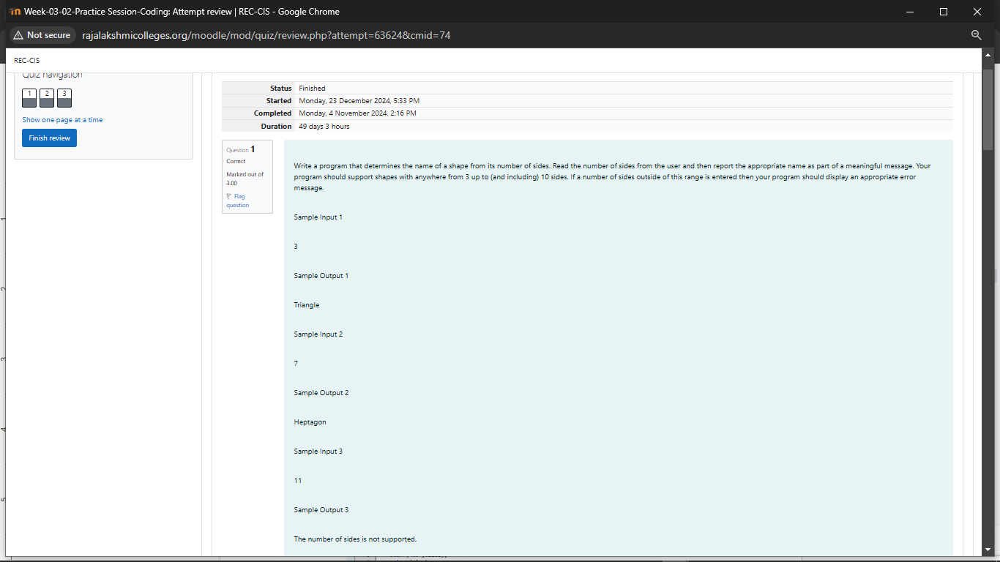 Week-03-02-Practice Session-Coding: Attempt review | REC-CIS - Google Chrome
Not secure rajalakshmicolleges.org/moodle/mod/quiz/review.php?attempt=63624&cmid=74
REC-CIS
Quiz navigation
1 2 3
Show one page at a time
Finish review
Status Finished
Started Monday, 23 December 2024, 5:33 PM
Completed Monday, 4 November 2024, 2:16 PM
Duration 49 days 3 hours
Question 1
Correct
Marked out of
3.00
Flag
question
Write a program that determines the name of a shape from its number of sides. Read the number of sides from the user and then report the appropriate name as part of a meaningful message. Your
program should support shapes with anywhere from 3 up to (and including) 10 sides. If a number of sides outside of this range is entered then your program should display an appropriate error
message.
Sample Input 1
3
Sample Output 1
Triangle
Sample Input 2
7
Sample Output 2
Heptagon
Sample Input 3
11
Sample Output 3
The number of sides is not supported.